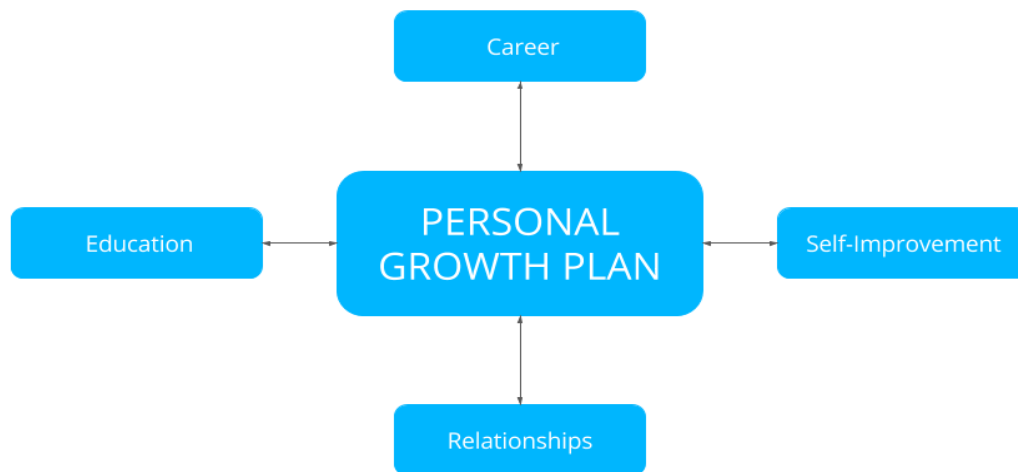 Career
PERSONAL
GROWTH PLAN
Education
Self-Improvement
Relationships